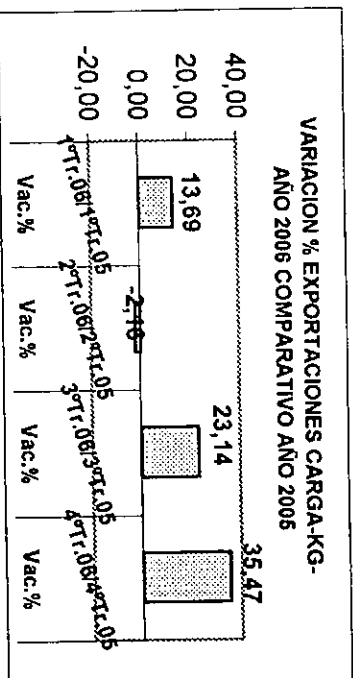 VARIACION % EXPORTACIONES CARGA-KG-
AÑO 2006 COMPARATIVO AÑO 2005
40,00
20,00
0,00
-20,00
13,69
-2,16
23,14
35,47
1ºTr.06/1ºTr.05
2ºTr.06/2ºTr.05
3ºTr.06/3ºTr.05
4ºTr.06/4ºTr.05
Vac.%
Vac.%
Vac.%
Vac.%